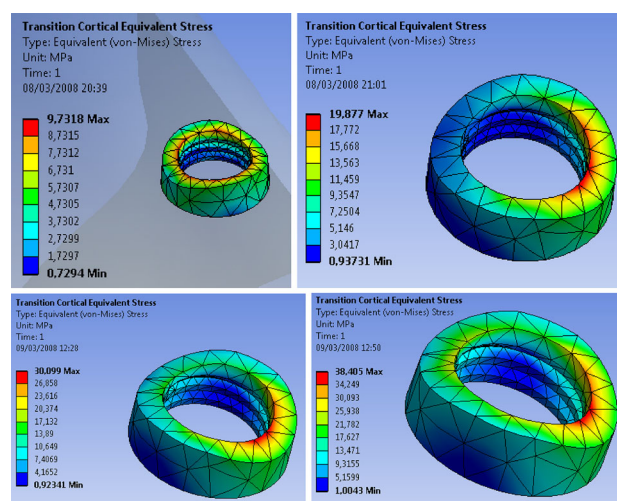 Transition Cortical Equivalent Stress
Type: Equivalent (von-Mises) Stress
Unit: MPa
Time: 1
08/03/2008 20:39
9,7318 Max
8,7315
7,7312
6,731
5,7307
4,7305
3,7302
2,7299
1,7297
0,7294 Min
Transition Cortical Equivalent Stress
Type: Equivalent (von-Mises) Stress
Unit: MPa
Time: 1
08/03/2008 21:01
19,877 Max
17,772
15,668
13,563
11,459
9,3547
7,2504
5,146
3,0417
0,93731 Min
Transition Cortical Equivalent Stress
Type: Equivalent (von-Mises) Stress
Unit: MPa
Time: 1
09/03/2008 12:28
30,099 Max
26,858
23,616
20,374
17,132
13,89
10,649
7,4069
4,1652
0,92341 Min
Transition Cortical Equivalent Stress
Type: Equivalent (von-Mises) Stress
Unit: MPa
Time: 1
09/03/2008 12:50
38,405 Max
34,249
30,093
25,938
21,782
17,627
13,471
9,3155
5,1599
1,0043 Min